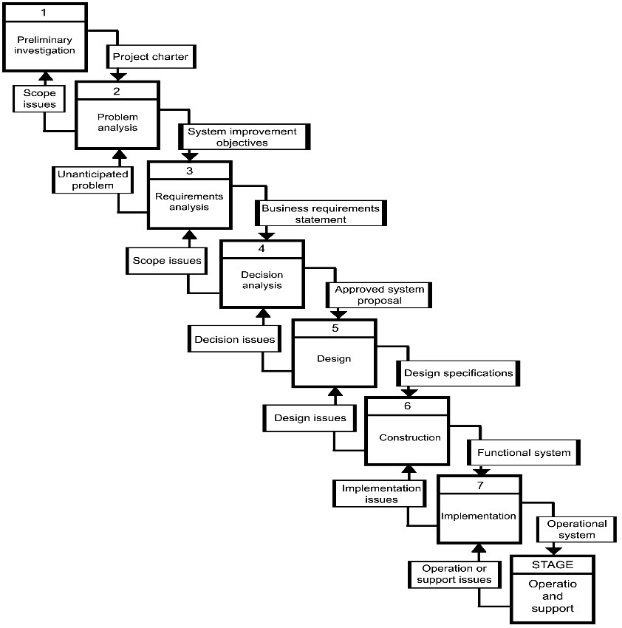 1
Preliminary
investigation
Project charter
Scope
issues
2
Problem
analysis
System improvement
objectives
Unanticipated
problem
3
Requirements
analysis
Business requirements
statement
Scope issues
4
Decision
analysis
Approved system
proposal
Decision issues
5
Design
Design specifications
Design issues
6
Construction
Functional system
Implementation
issues
7
Implementation
Operational
system
Operation or
support issues
STAGE
Operatio
and
support